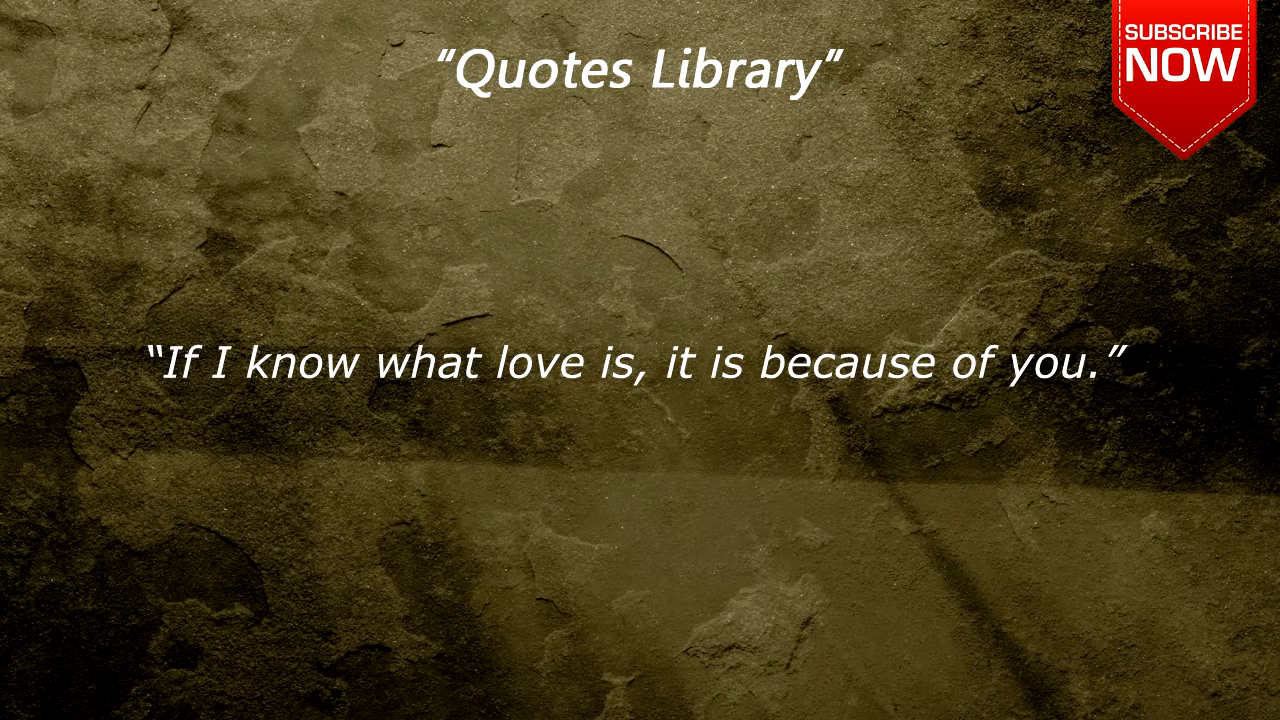 “Quotes Library”
SUBSCRIBE
NOW
“If I know what love is, it is because of you.”